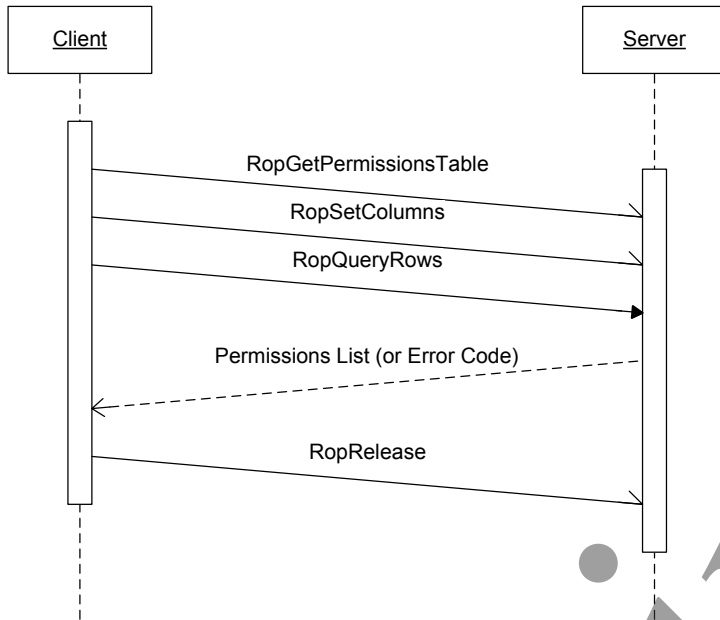 Client
Server
RopGetPermissionsTable
RopSetColumns
RopQueryRows
Permissions List (or Error Code)
RopRelease